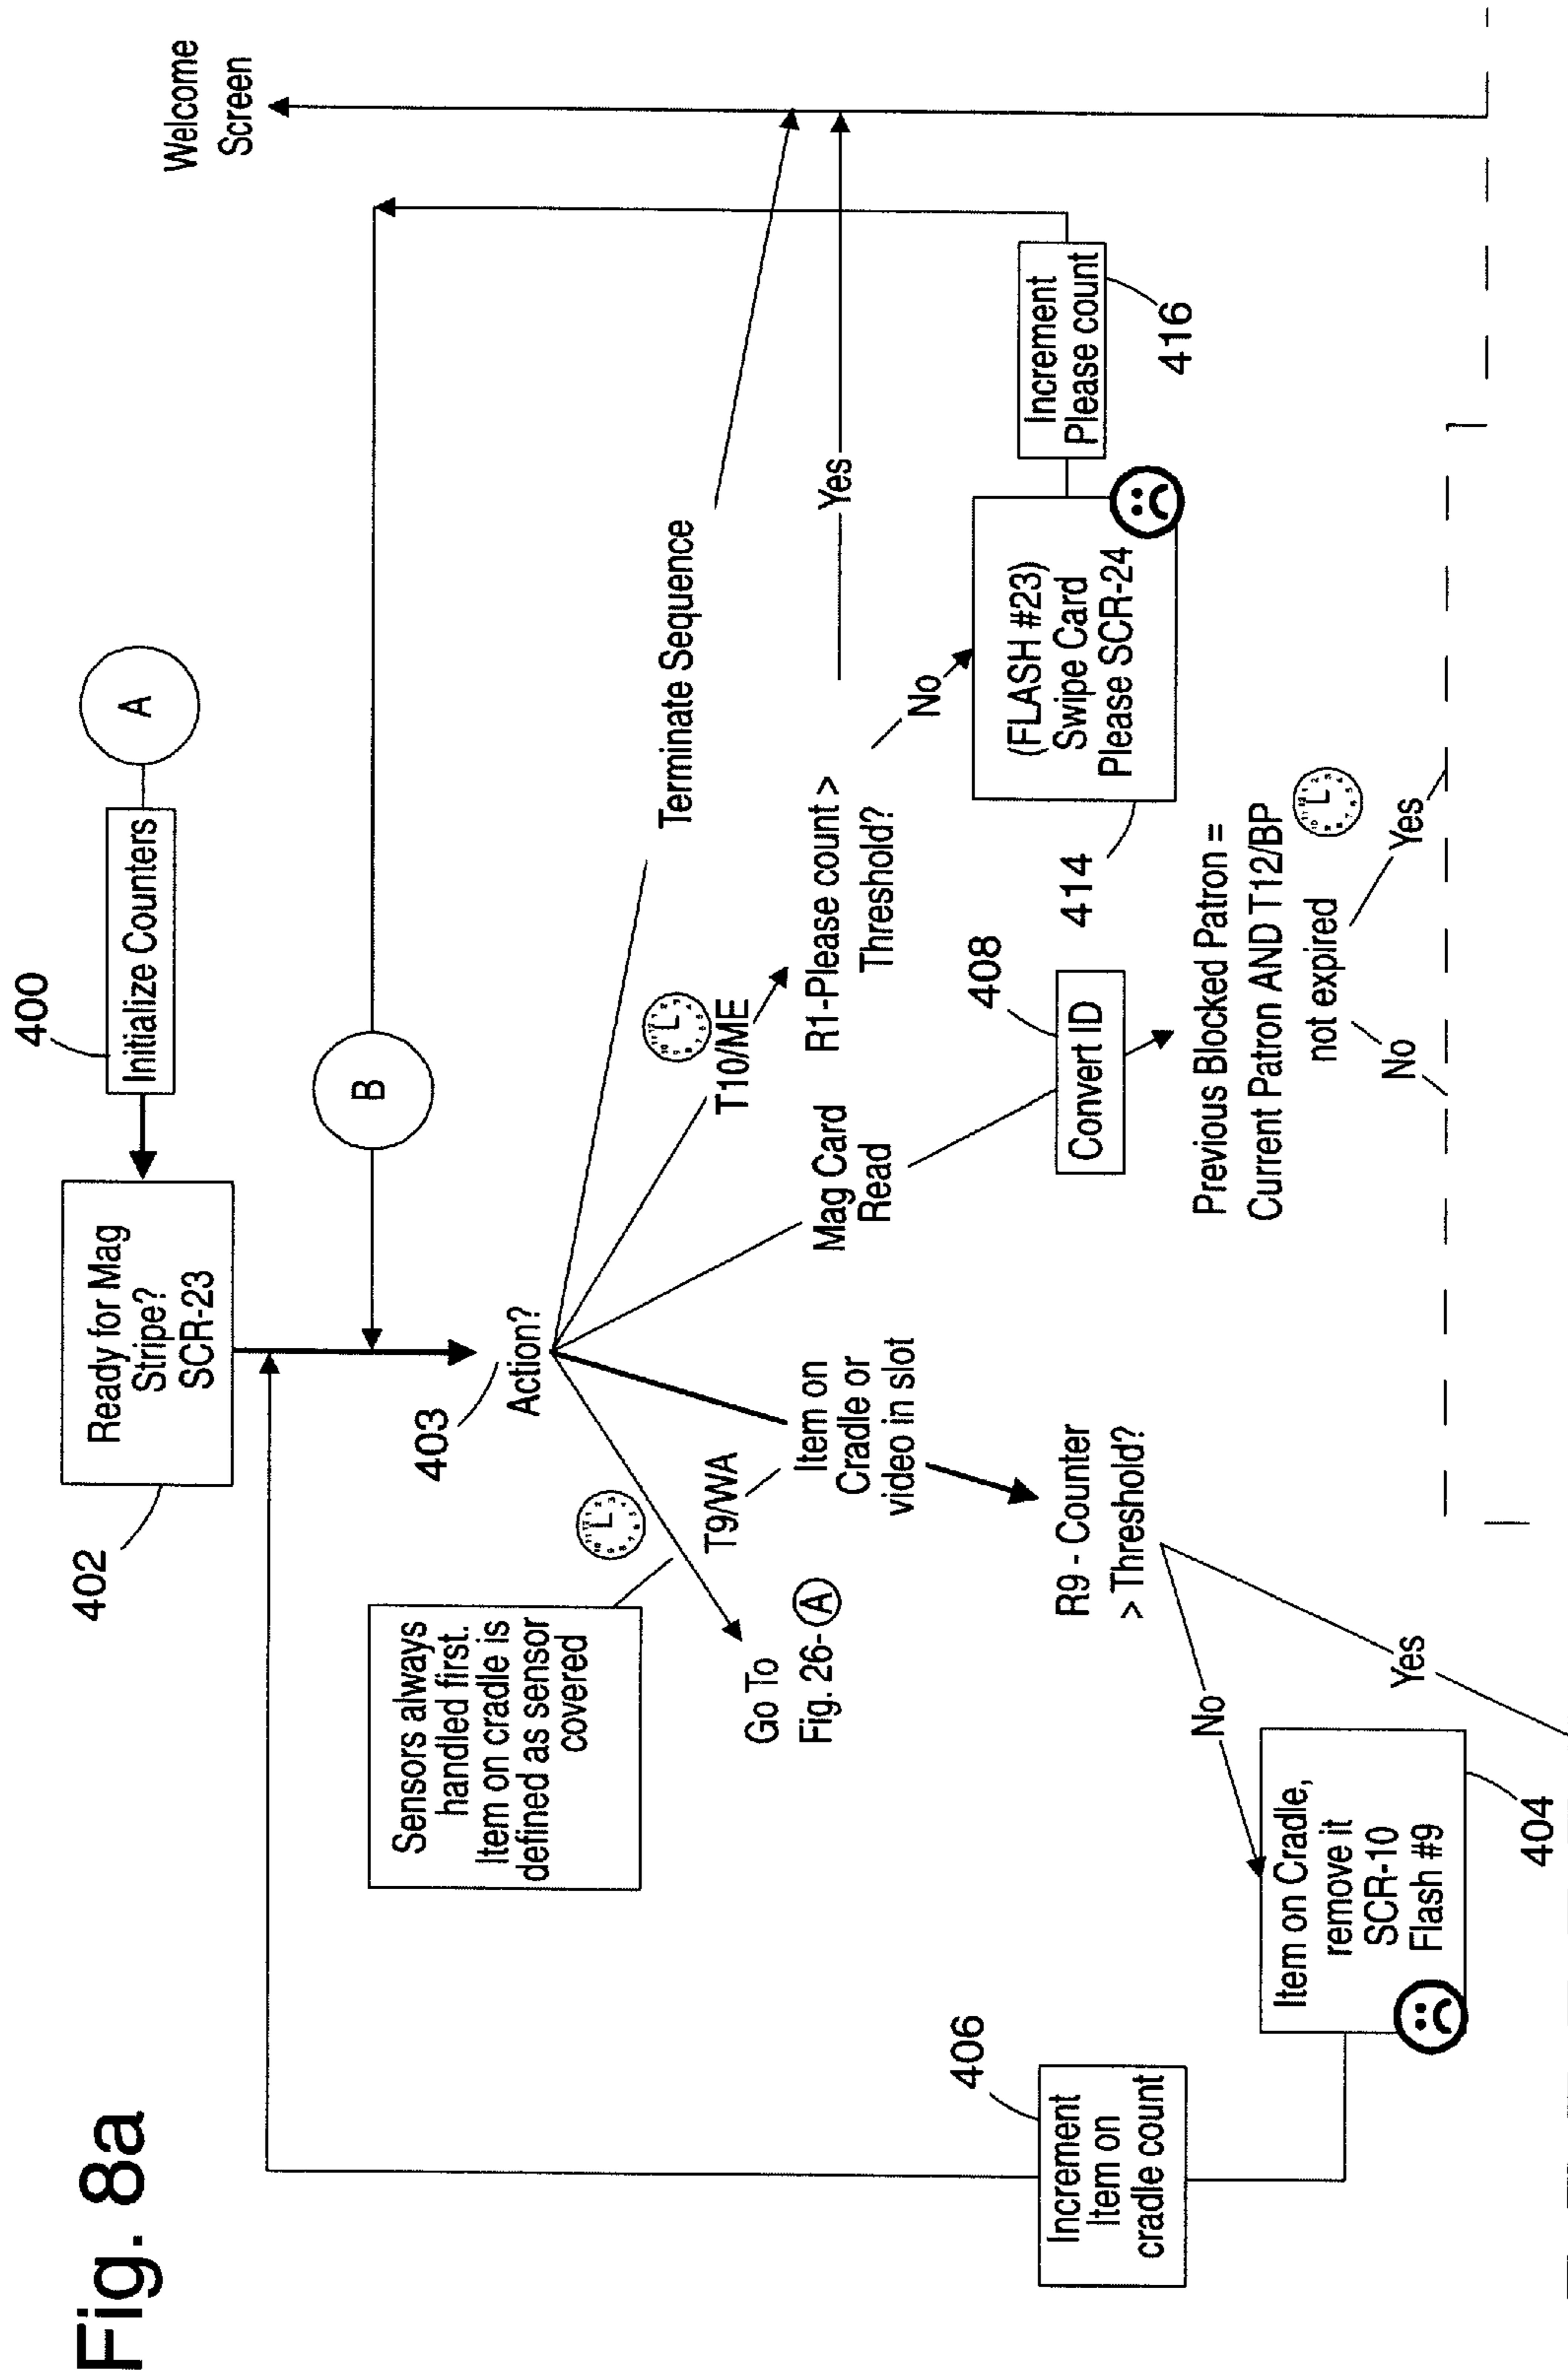 Fig. 8a
400
A
Initialize Counters
402
Ready for Mag
Stripe?
SCR-23
B
Welcome
Screen
403
Action?
Sensors always
handled first.
Item on cradle is
defined as sensor
covered
Go To
Fig. 26-A
T9/WA
Item on
Cradle or
video in slot
Mag Card
Read
T10/ME
Terminate Sequence
R1-Please count >
Threshold?
Yes
No
(FLASH #23)
Swipe Card
Please SCR-24
414
Increment
Please count
416
408
Convert ID
Previous Blocked Patron =
Current Patron AND T12/BP
not expired
No
Yes
R9 - Counter
> Threshold?
No
Yes
Item on Cradle,
remove it
SCR-10
Flash #9
404
406
Increment
Item on
cradle count